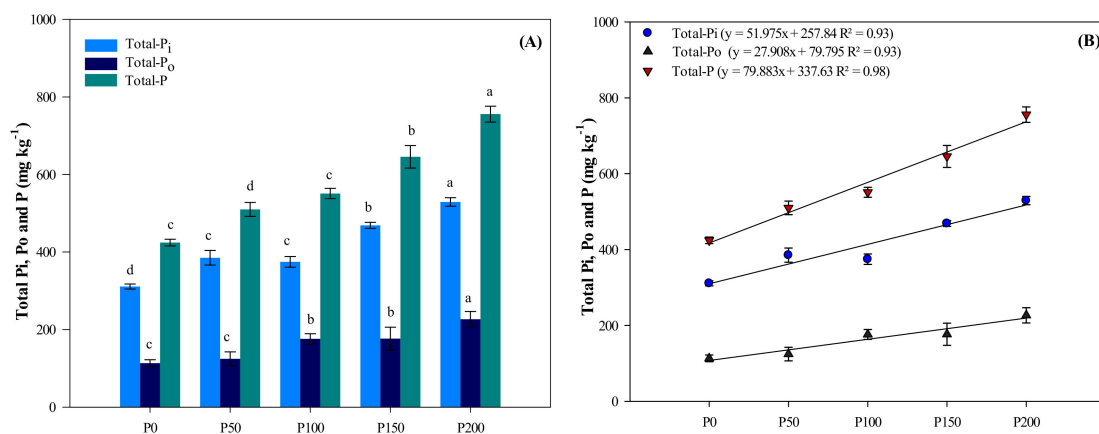 1000
800
600
400
200
0
Total Pi, Po and P (mg kg-1)
Total-Pi
Total-Po
Total-P
(A)
d
c
c
c
c
d
c
b
c
b
b
b
a
a
a
P0
P50
P100
P150
P200
1000
800
600
400
200
0
Total Pi, Po and P (mg kg-1)
Total-Pi (y = 51.975x + 257.84 R² = 0.93)
Total-Po (y = 27.908x + 79.795 R² = 0.93)
Total-P (y = 79.883x + 337.63 R² = 0.98)
(B)
P0
P50
P100
P150
P200